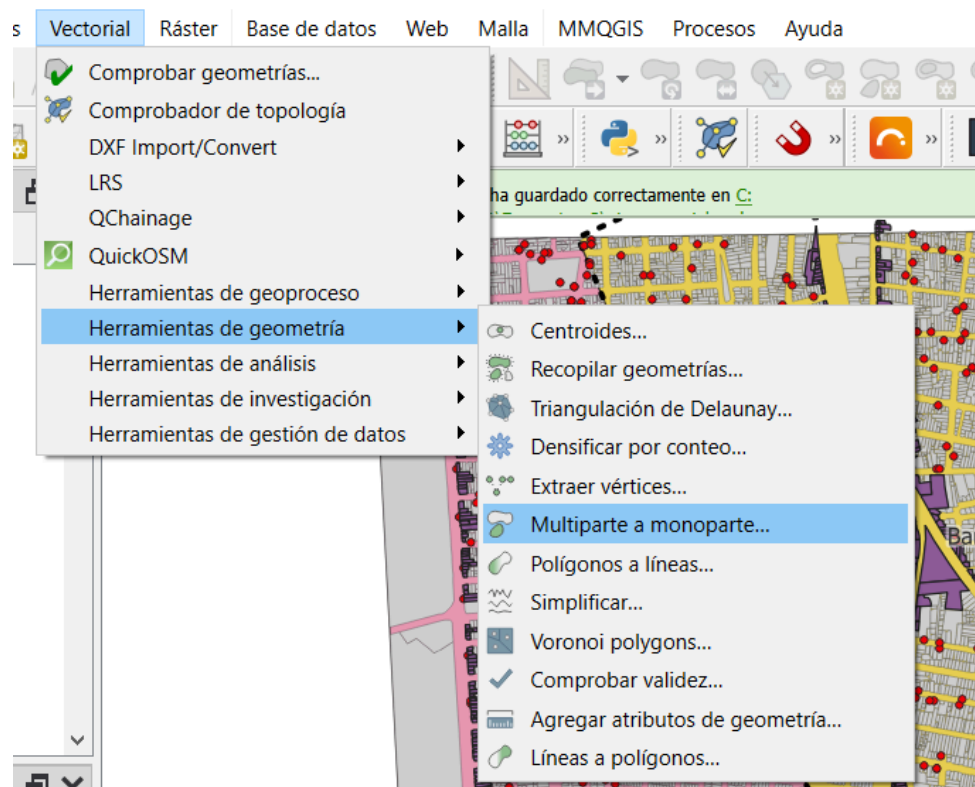 s Vectorial Ráster Base de datos Web Malla MMQGIS Procesos Ayuda
Comprobar geometrías...
Comprobador de topología
DXF Import/Convert
LRS
QChainage
QuickOSM
Herramientas de geoproceso
Herramientas de geometría
Herramientas de análisis
Herramientas de investigación
Herramientas de gestión de datos
ha guardado correctamente en C:
Centroides...
Recopilar geometrías...
Triangulación de Delaunay...
Densificar por conteo...
Extraer vértices...
Multiparte a monoparte...
Polígonos a líneas...
Simplificar...
Voronoi polygons...
Comprobar validez...
Agregar atributos de geometría...
Líneas a polígonos...
Ba